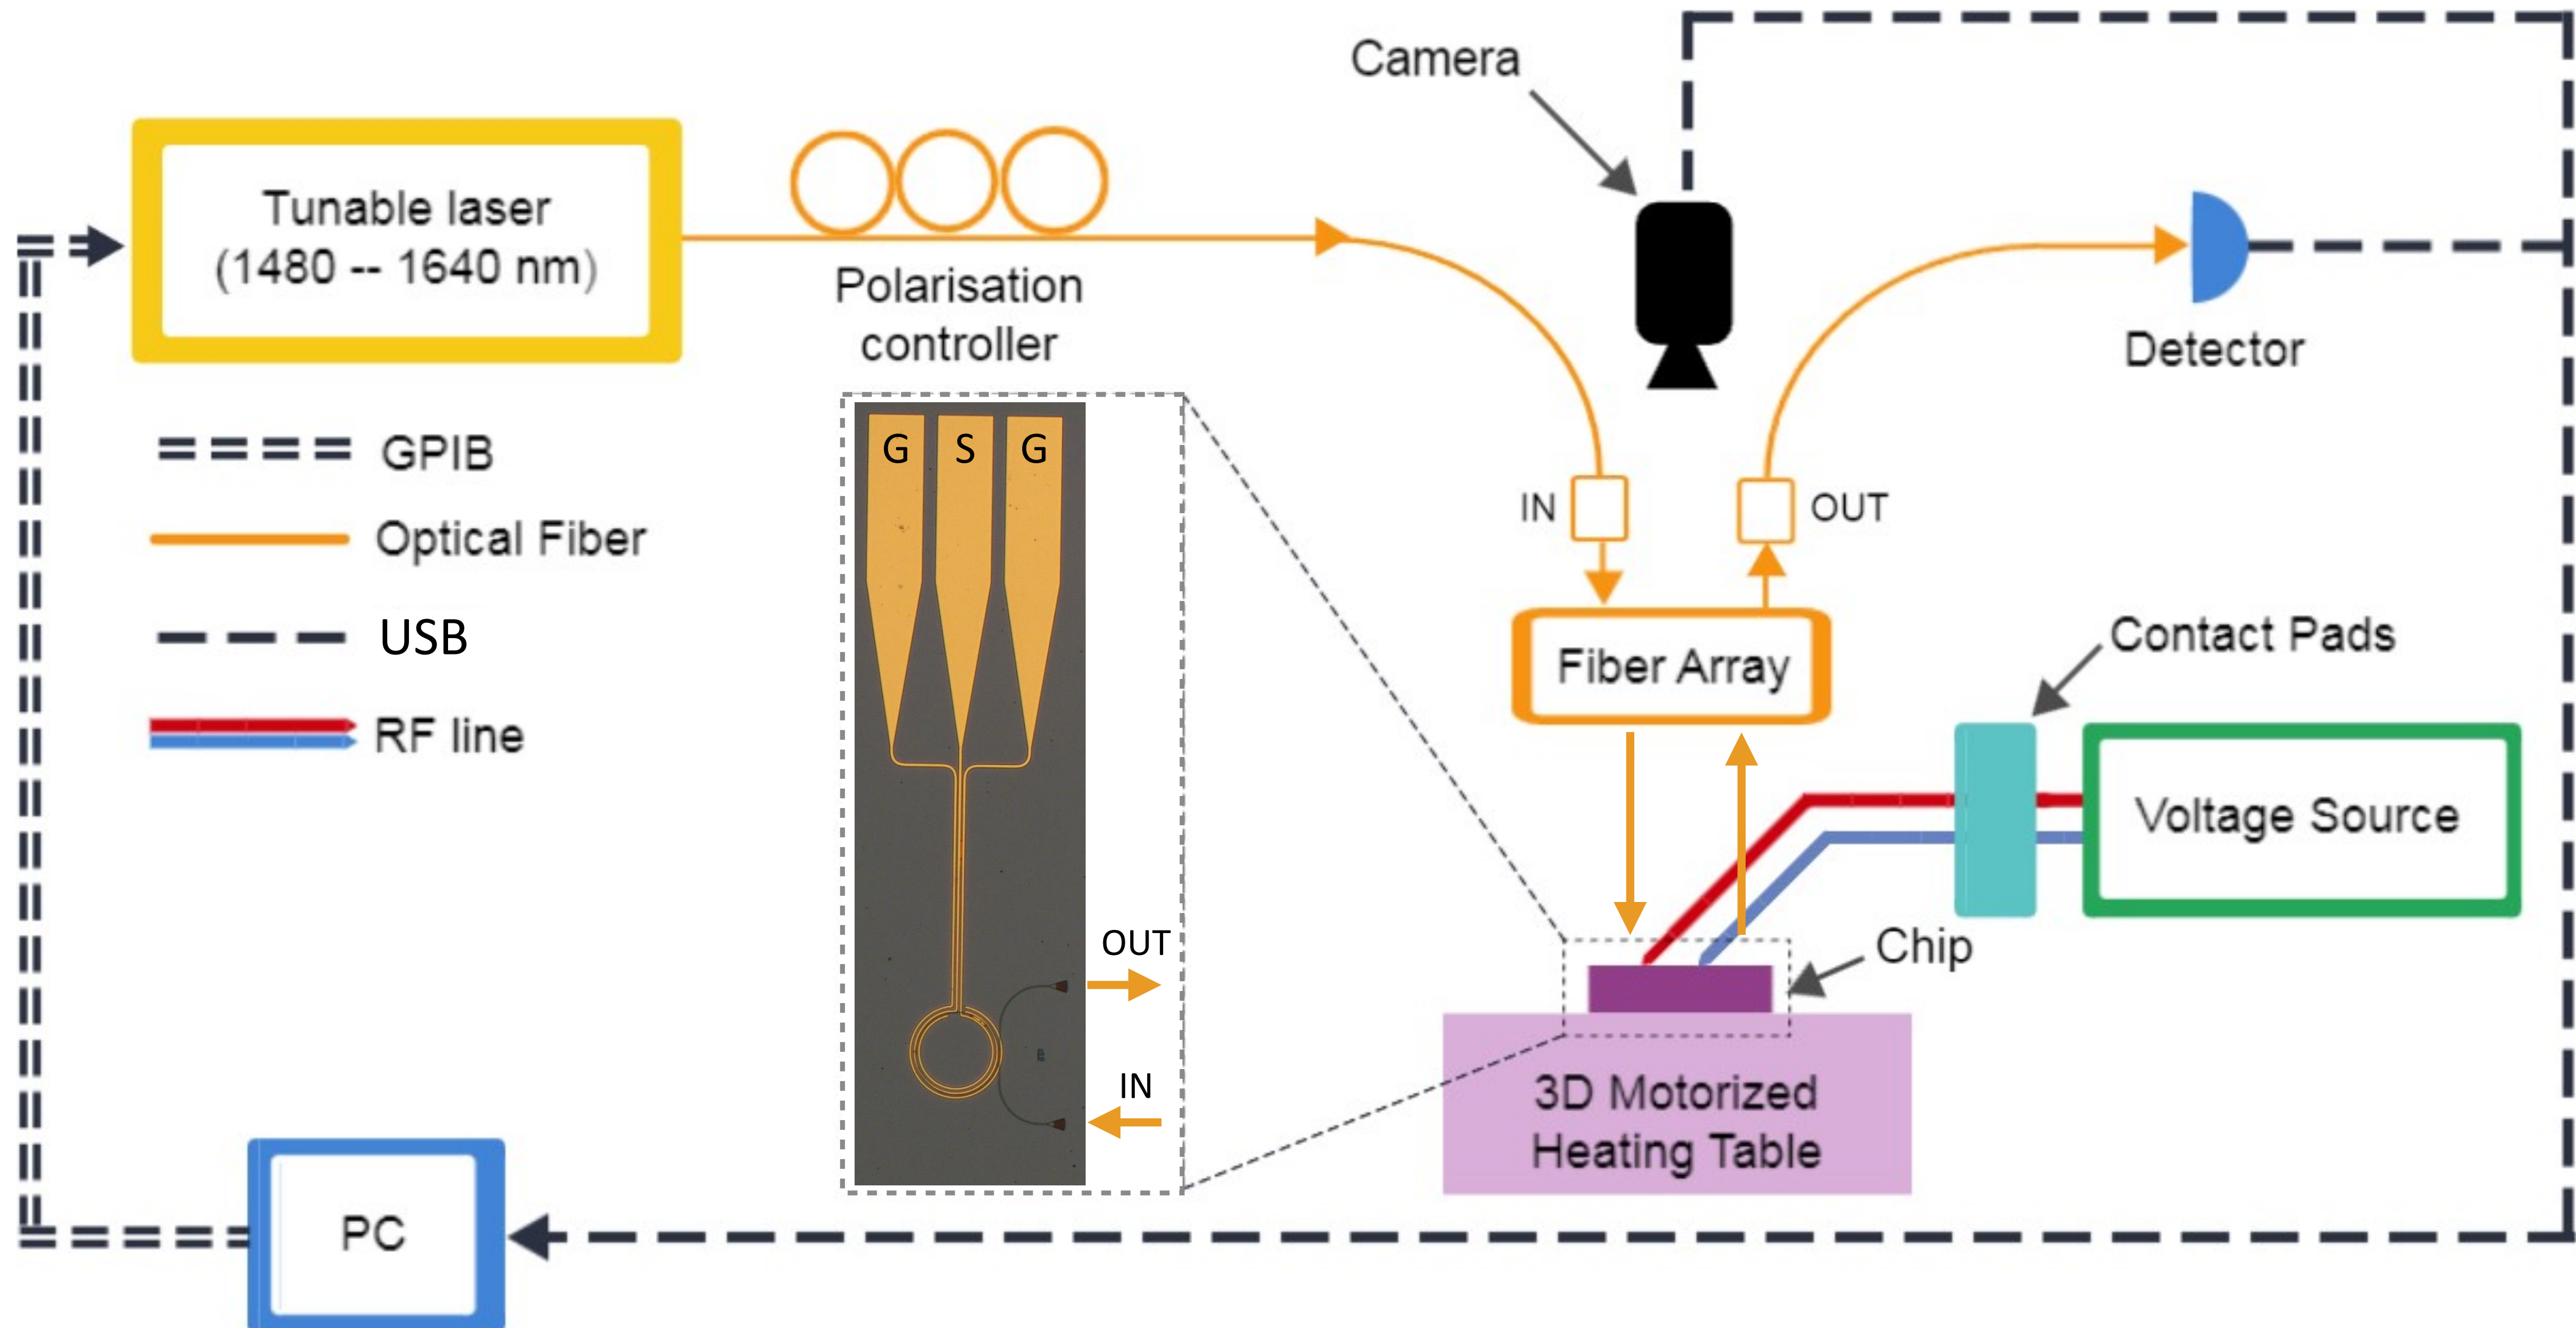 Camera
Tunable laser
(1480 -- 1640 nm)
Polarisation
controller
Detector
GPIB
Optical Fiber
USB
RF line
G S G
OUT
IN
IN
OUT
Fiber Array
Contact Pads
Voltage Source
Chip
3D Motorized
Heating Table
PC